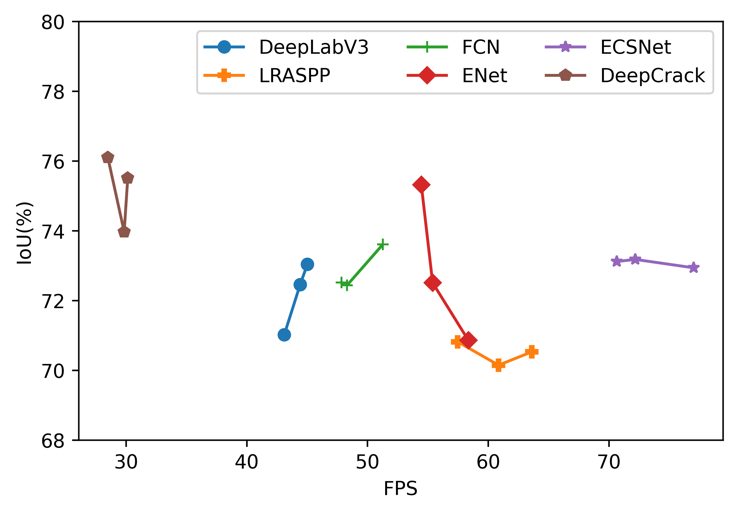 80
78
76
74
72
70
68
IoU(%)
DeepLabV3 FCN ECSNet
LRASPP ENet DeepCrack
30 40 50 60 70
FPS